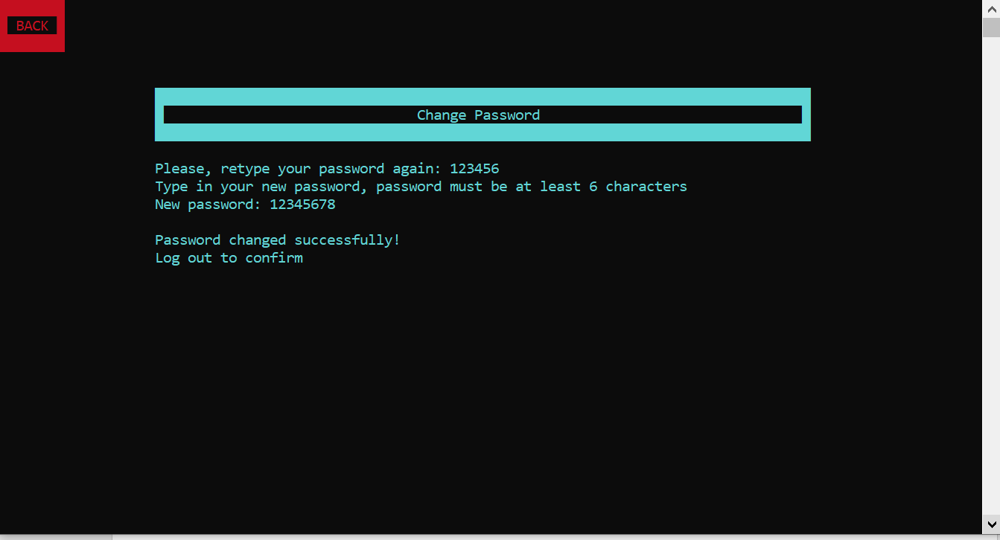 BACK
Change Password
Please, retype your password again: 123456
Type in your new password, password must be at least 6 characters
New password: 12345678
Password changed successfully!
Log out to confirm